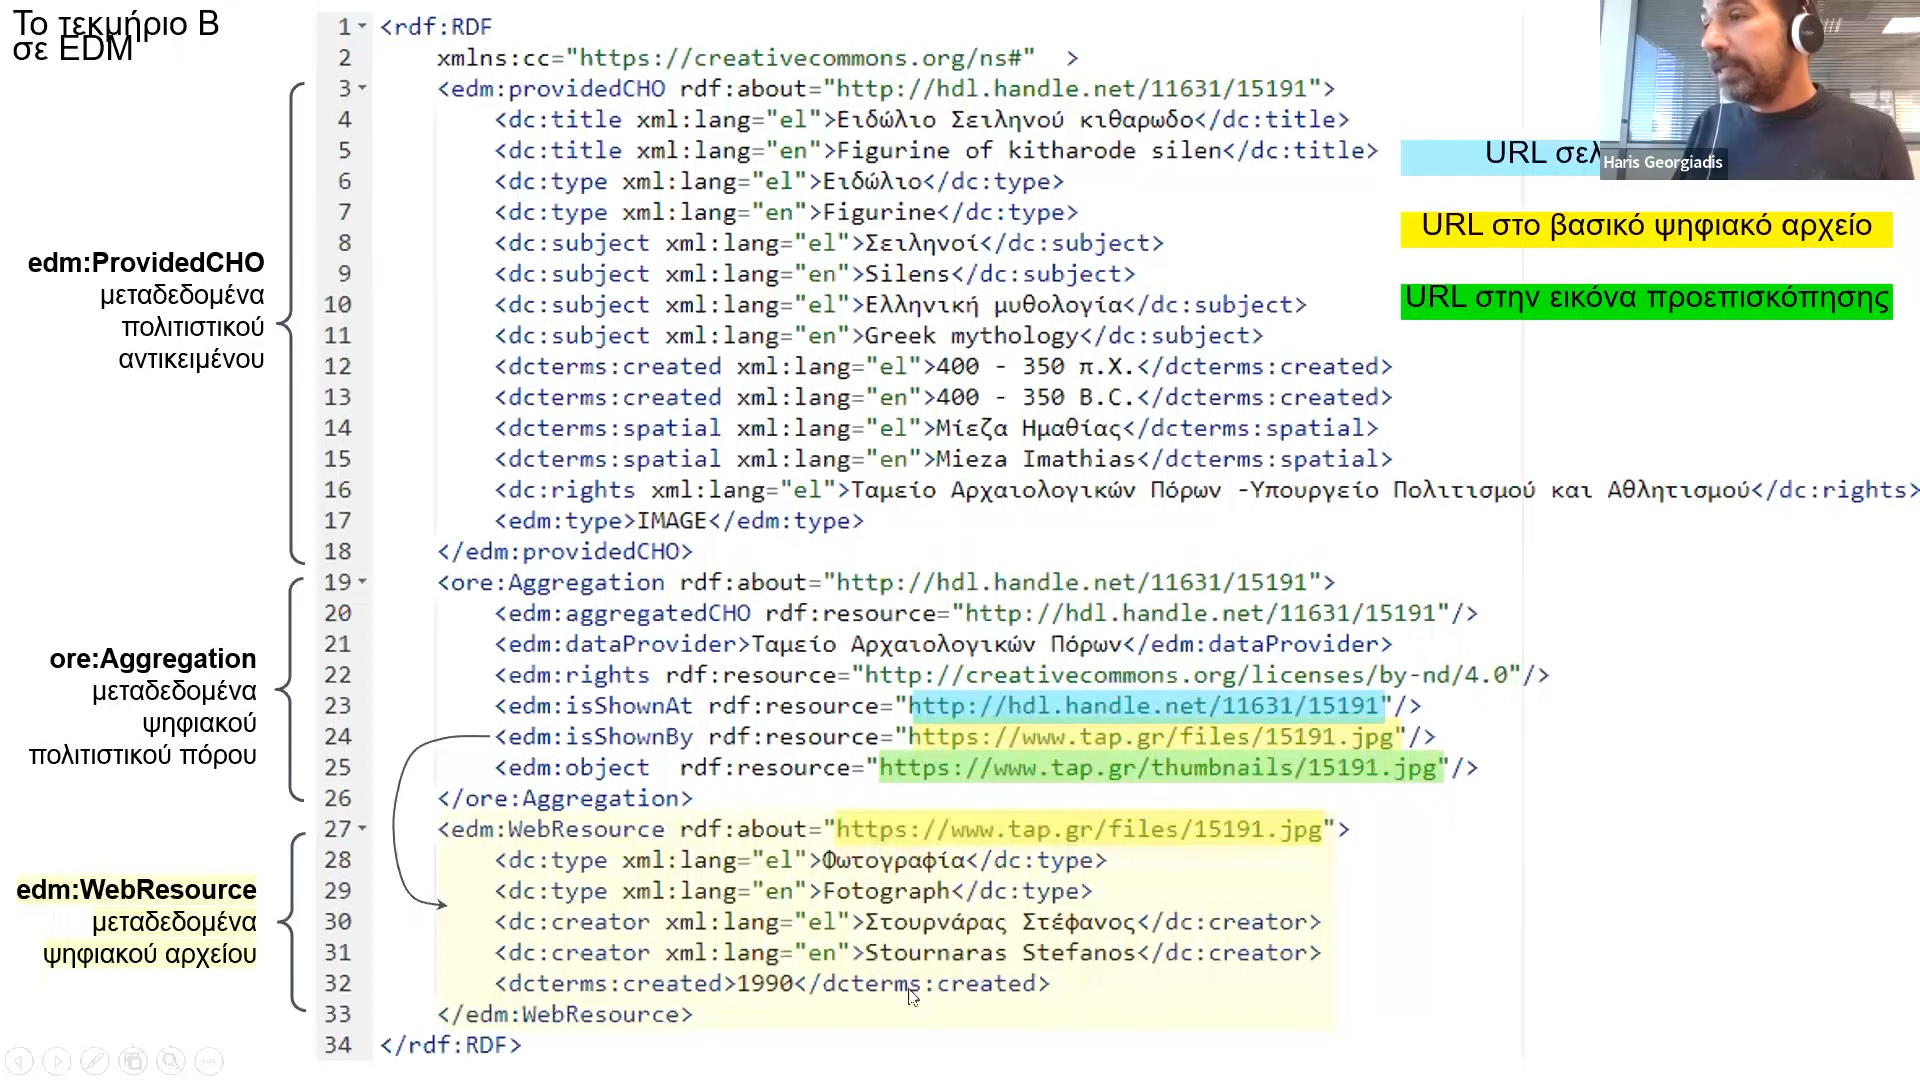 Το τεκμήριο Β
σε EDM
edm:ProvidedCHO
μεταδεδομένα
πολιτιστικού
αντικειμένου
ore:Aggregation
μεταδεδομένα
ψηφιακού
πολιτιστικού πόρου
edm:WebResource
μεταδεδομένα
ψηφιακού αρχείου
1 <rdf:RDF
2 xmlns:cc="https://creativecommons.org/ns#" >
3 <edm:providedCHO rdf:about="http://hdl.handle.net/11631/15191">
4 <dc:title xml:lang="el">Ειδώλιο Σειληνού κιθαρωδο</dc:title>
5 <dc:title xml:lang="en">Figurine of kitharode silen</dc:title>
6 <dc:type xml:lang="el">Ειδώλιο</dc:type>
7 <dc:type xml:lang="en">Figurine</dc:type>
8 <dc:subject xml:lang="el">Σειληνοί</dc:subject>
9 <dc:subject xml:lang="en">Silens</dc:subject>
10 <dc:subject xml:lang="el">Ελληνική μυθολογία</dc:subject>
11 <dc:subject xml:lang="en">Greek mythology</dc:subject>
12 <dcterms:created xml:lang="el">400 - 350 π.Χ.</dcterms:created>
13 <dcterms:created xml:lang="en">400 - 350 B.C.</dcterms:created>
14 <dcterms:spatial xml:lang="el">Μίεζα Ημαθίας</dcterms:spatial>
15 <dcterms:spatial xml:lang="en">Mieza Imathias</dcterms:spatial>
16 <dc:rights xml:lang="el">Ταμείο Αρχαιολογικών Πόρων -Υπουργείο Πολιτισμού και Αθλητισμού</dc:rights>
17 <edm:type>IMAGE</edm:type>
18 </edm:providedCHO>
19 <ore:Aggregation rdf:about="http://hdl.handle.net/11631/15191">
20 <edm:aggregatedCHO rdf:resource="http://hdl.handle.net/11631/15191"/>
21 <edm:dataProvider>Ταμείο Αρχαιολογικών Πόρων</edm:dataProvider>
22 <edm:rights rdf:resource="http://creativecommons.org/licenses/by-nd/4.0"/>
23 <edm:isShownAt rdf:resource="http://hdl.handle.net/11631/15191"/>
24 <edm:isShownBy rdf:resource="https://www.tap.gr/files/15191.jpg"/>
25 <edm:object rdf:resource="https://www.tap.gr/thumbnails/15191.jpg"/>
26 </ore:Aggregation>
27 <edm:WebResource rdf:about="https://www.tap.gr/files/15191.jpg">
28 <dc:type xml:lang="el">Φωτογραφία</dc:type>
29 <dc:type xml:lang="en">Fotograph</dc:type>
30 <dc:creator xml:lang="el">Στουρνάρας Στέφανος</dc:creator>
31 <dc:creator xml:lang="en">Stournaras Stefanos</dc:creator>
32 <dcterms:created>1990</dcterms:created>
33 </edm:WebResource>
34 </rdf:RDF>
URL
Haris Georgiadis
URL στο βασικό ψηφιακό αρχείο
URL στην εικόνα προεπισκόπησης